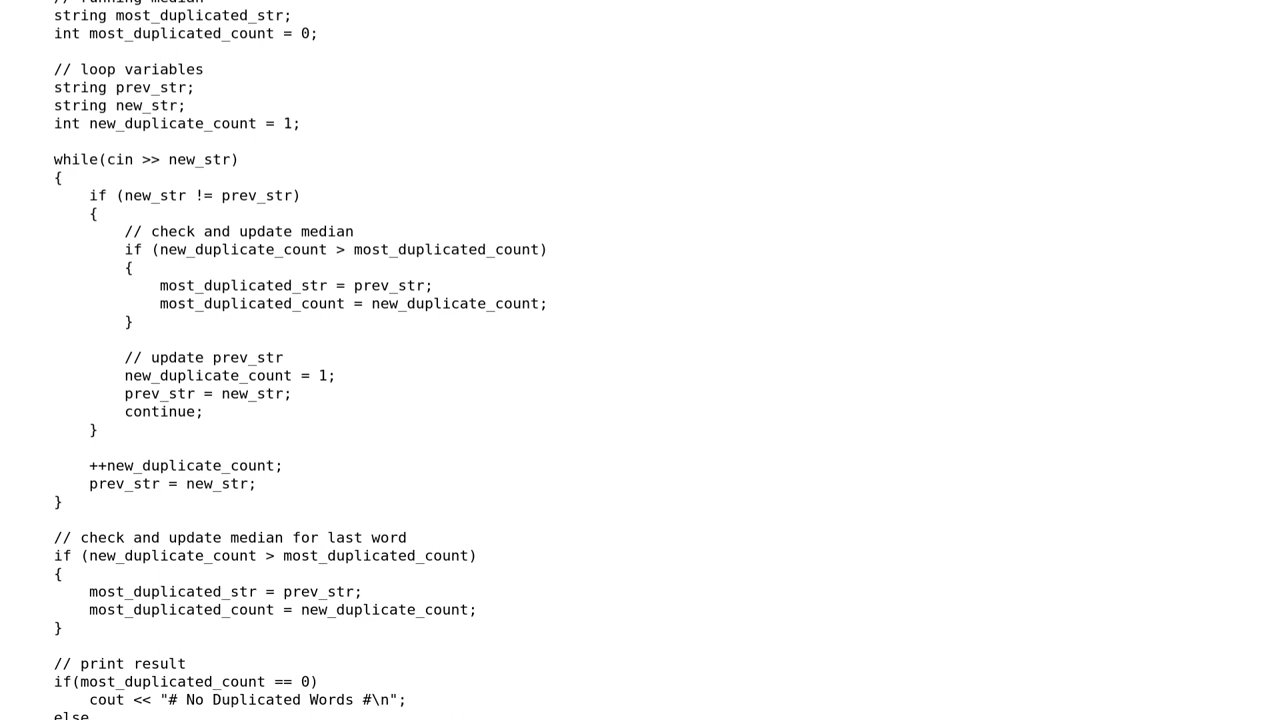 // running median
string most_duplicated_str;
int most_duplicated_count = 0;

// loop variables
string prev_str;
string new_str;
int new_duplicate_count = 1;

while(cin >> new_str)
{
    if (new_str != prev_str)
    {
        // check and update median
        if (new_duplicate_count > most_duplicated_count)
        {
            most_duplicated_str = prev_str;
            most_duplicated_count = new_duplicate_count;
        }

        // update prev_str
        new_duplicate_count = 1;
        prev_str = new_str;
        continue;
    }

    ++new_duplicate_count;
    prev_str = new_str;
}

// check and update median for last word
if (new_duplicate_count > most_duplicated_count)
{
    most_duplicated_str = prev_str;
    most_duplicated_count = new_duplicate_count;
}

// print result
if(most_duplicated_count == 0)
    cout << "# No Duplicated Words #\n";
else